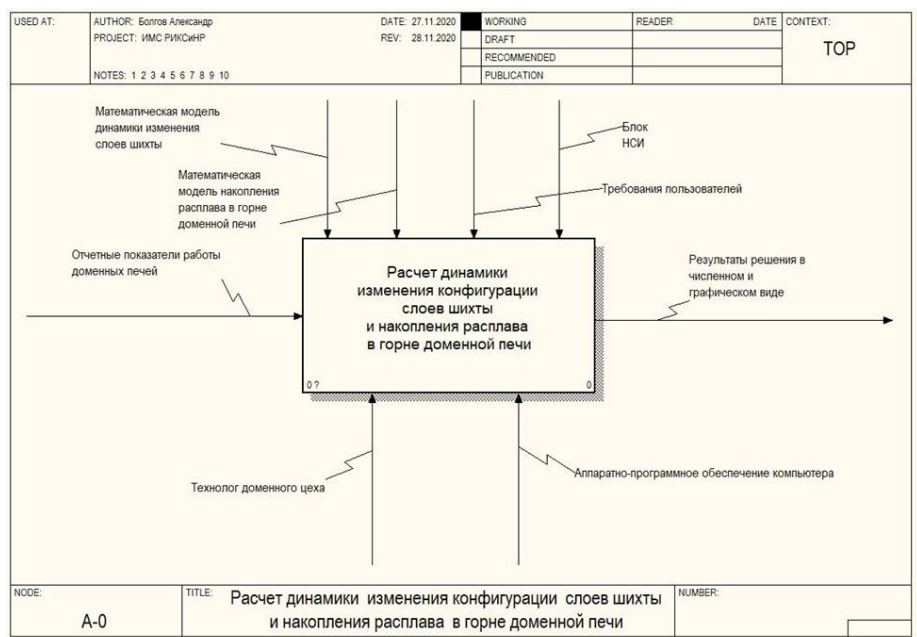 USED AT:
AUTHOR: Болгов Александр
DATE: 27.11.2020
WORKING
READER
DATE
CONTEXT:
PROJECT: ИМС РИКСиНР
REV: 28.11.2020
DRAFT
TOP
RECOMMENDED
NOTES: 1 2 3 4 5 6 7 8 9 10
PUBLICATION
Математическая модель
динамики изменения
слоев шихты
Блок
НСИ
Математическая
модель накопления
расплава в горне
доменной печи
Требования пользователей
Отчетные показатели работы
доменных печей
Расчет динамики
изменения конфигурации
слоев шихты
и накопления расплава
в горне доменной печи
0 ?
0
Результаты решения в
численном и
графическом виде
Технолог доменного цеха
Аппаратно-программное обеспечение компьютера
NODE:
A-0
TITLE:
Расчет динамики изменения конфигурации слоев шихты
и накопления расплава в горне доменной печи
NUMBER: